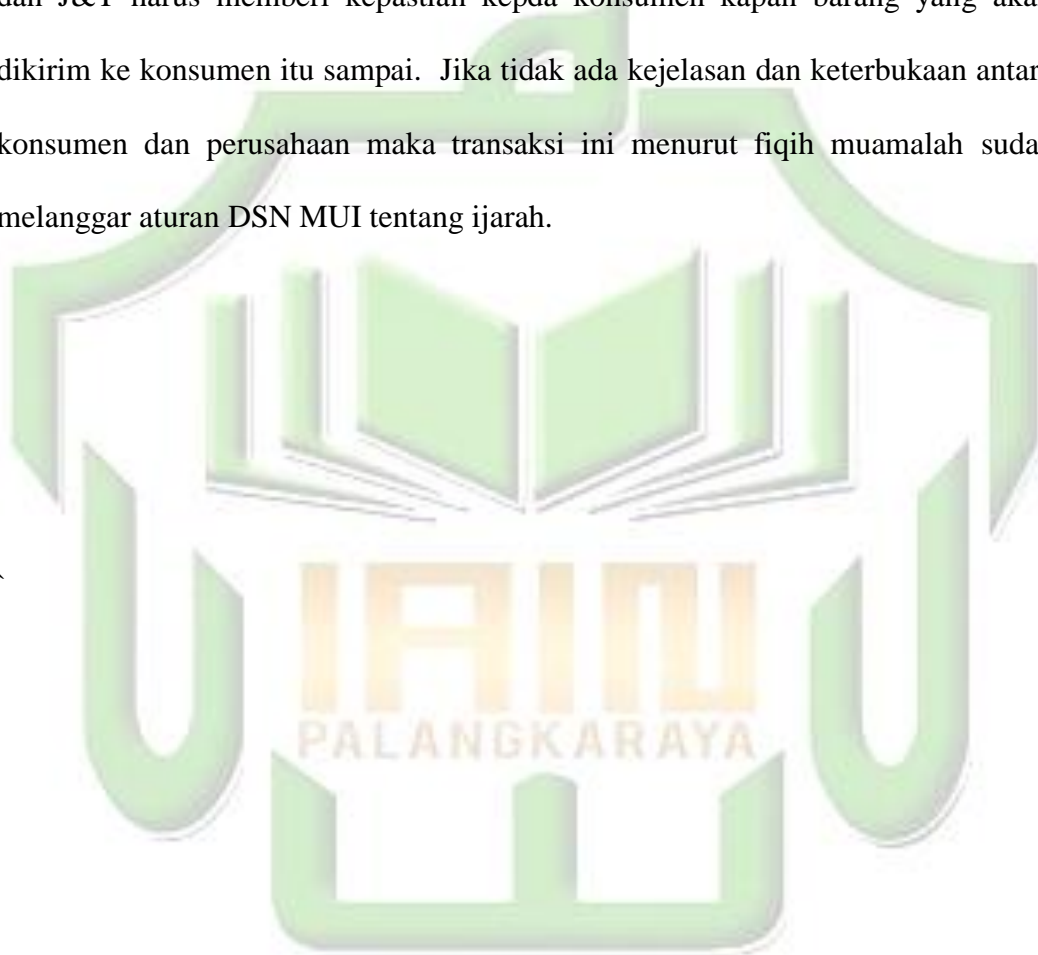 dan J&T harus memberi kepastian kepda konsumen kapan barang yang aka
dikirim ke konsumen itu sampai. Jika tidak ada kejelasan dan keterbukaan antar
konsumen dan perusahaan maka transaksi ini menurut fiqih muamalah suda
melanggar aturan DSN MUI tentang ijarah.
IAIN
PALANGKARAYA